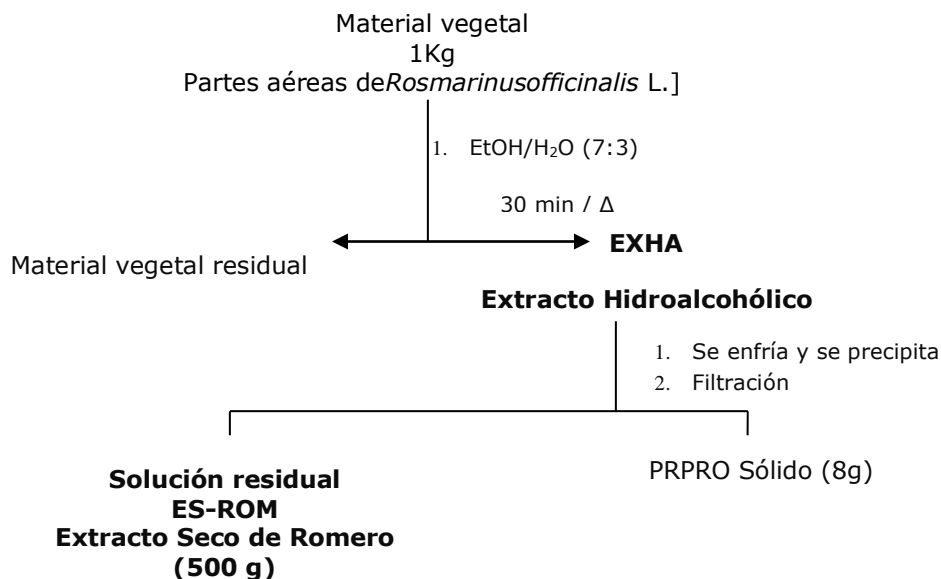 Material vegetal
1Kg
Partes aéreas deRosmarinusofficinalis L.]
1. EtOH/H₂O (7:3)
30 min / Δ
EXHA
Material vegetal residual
Extracto Hidroalcohólico
1. Se enfría y se precipita
2. Filtración
Solución residual
ES-ROM
Extracto Seco de Romero
(500 g)
PRPRO Sólido (8g)